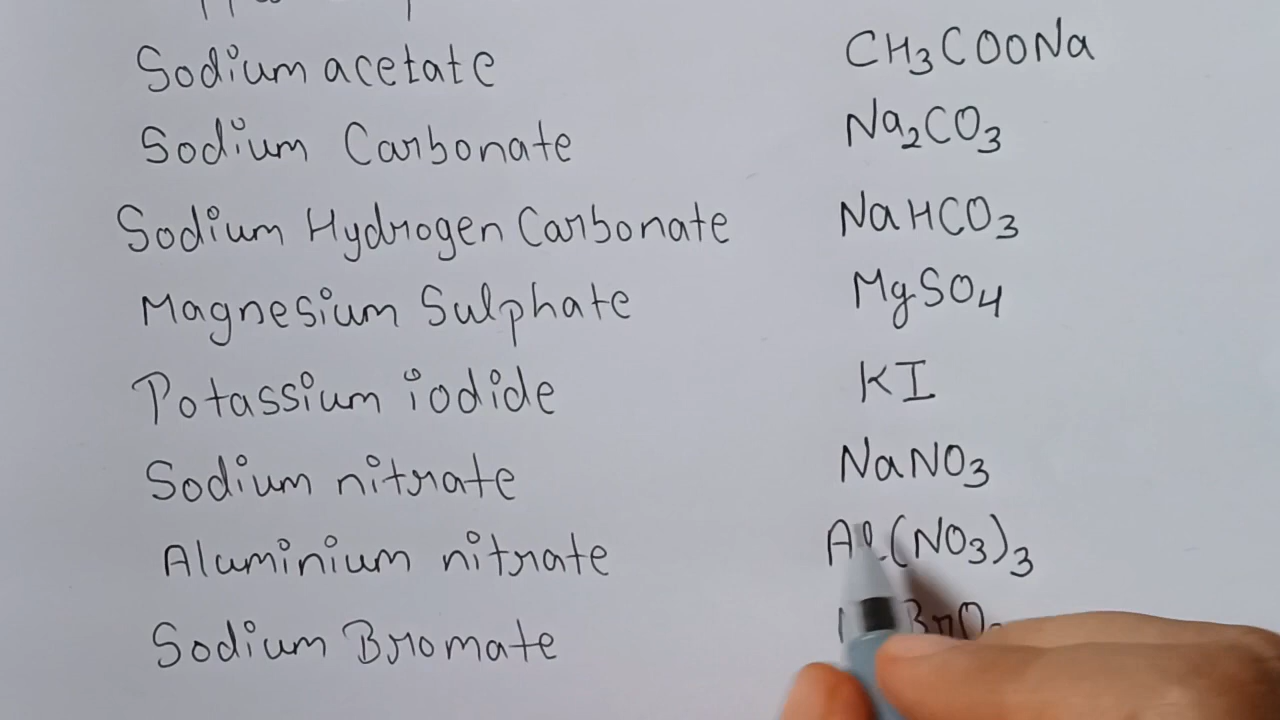 Sodium acetate CH3COONa
Sodium Carbonate Na2CO3
Sodium Hydrogen Carbonate NaHCO3
Magnesium Sulphate MgSO4
Potassium iodide KI
Sodium nitrate NaNO3
Aluminium nitrate Al(NO3)3
Sodium Bromate